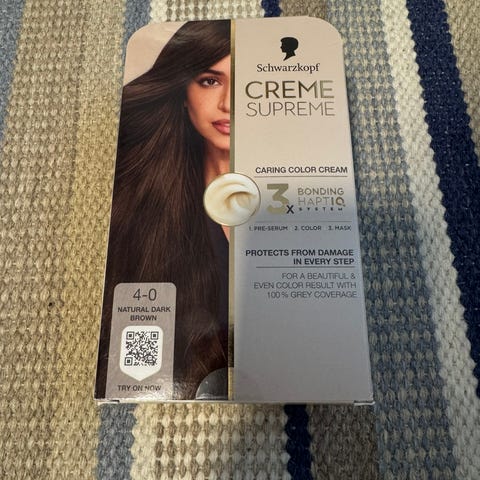 Schwarzkopf
CREME
SUPREME
CARING COLOR CREAM
3x BONDING
HAPTIQ
SYSTEM
1. PRE-SERUM 2. COLOR 3. MASK
PROTECTS FROM DAMAGE
IN EVERY STEP
FOR A BEAUTIFUL &
EVEN COLOR RESULT WITH
100% GREY COVERAGE
4-0
NATURAL DARK
BROWN
TRY ON NOW